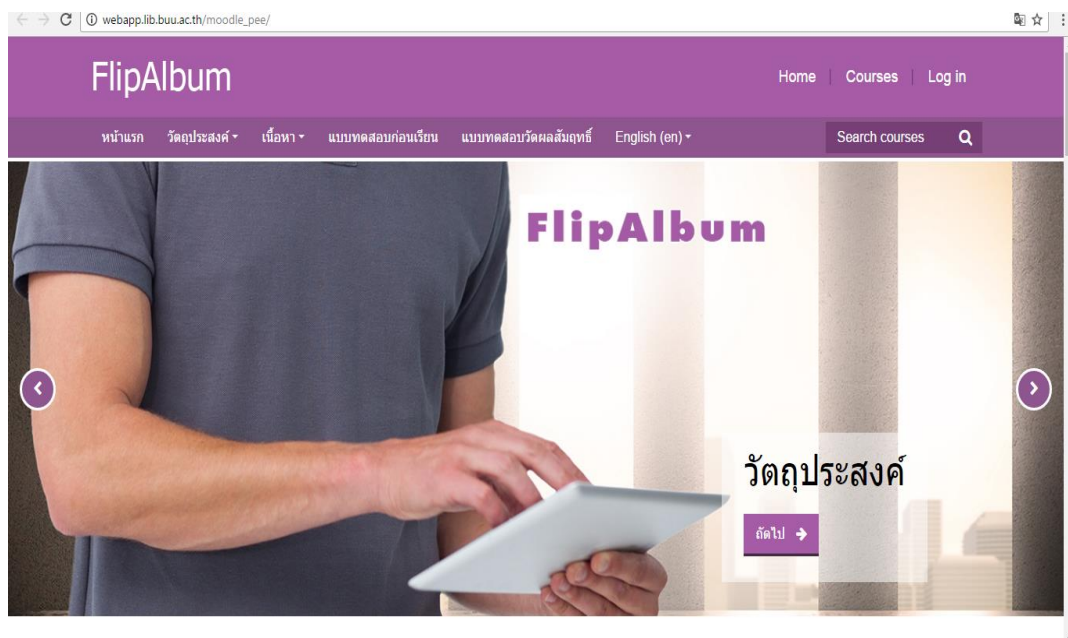 webapp.lib.buu.ac.th/moodle_pee/
FlipAlbum
Home | Courses | Log in
หน้าแรก วัตถุประสงค์ เนื้อหา แบบทดสอบก่อนเรียน แบบทดสอบวัดผลสัมฤทธิ์ English (en) Search courses
FlipAlbum
วัตถุประสงค์
ถัดไป